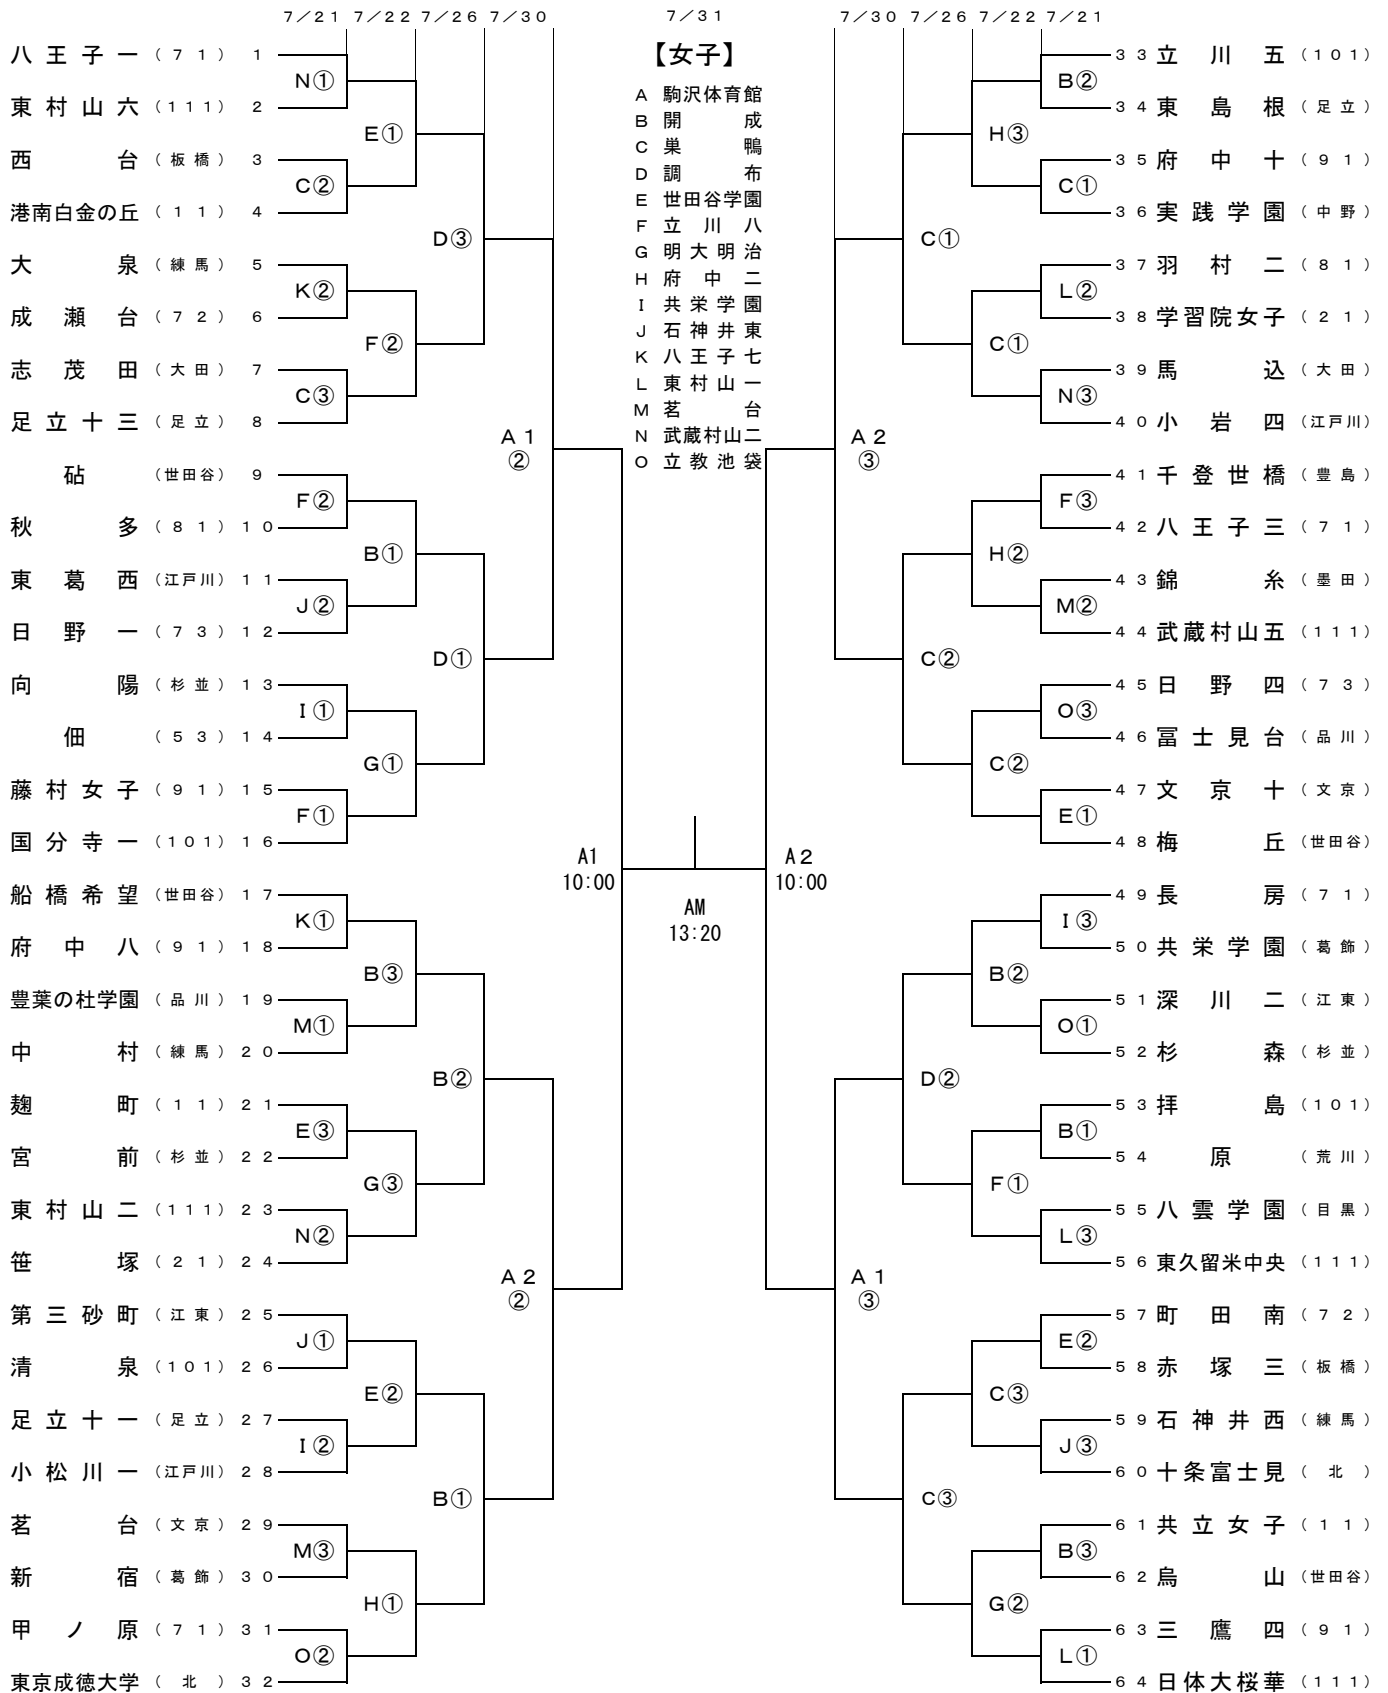 7/21 7/22 7/26 7/30 7/31 7/30 7/26 7/22 7/21
【女子】
A 駒沢体育館
B 開成
C 巣鴨
D 調布
E 世田谷学園
F 立川八
G 明大明治
H 府中二
I 共栄学園
J 石神井東
K 八王子七
L 東村山一
M 茗台
N 武蔵村山二
O 立教池袋
八王子一 (71) 1
N①
東村山六 (111) 2
E①
西台 (板橋) 3
C②
港南白金の丘 (11) 4
D③
大泉 (練馬) 5
K②
成瀬台 (72) 6
F②
志茂田 (大田) 7
C③
足立十三 (足立) 8
A1
②
砧 (世田谷) 9
F②
秋多 (81) 10
B①
東葛西 (江戸川) 11
J②
日野一 (73) 12
D①
向陽 (杉並) 13
I①
佃 (53) 14
G①
藤村女子 (91) 15
F①
国分寺一 (101) 16
A1
10:00
船橋希望 (世田谷) 17
K①
府中八 (91) 18
B③
豊葉の杜学園 (品川) 19
M①
中村 (練馬) 20
B②
麹町 (11) 21
E③
宮前 (杉並) 22
G③
東村山二 (111) 23
N②
笹塚 (21) 24
A2
②
第三砂町 (江東) 25
J①
清泉 (101) 26
E②
足立十一 (足立) 27
I②
小松川一 (江戸川) 28
B①
茗台 (文京) 29
M③
新宿 (葛飾) 30
H①
甲ノ原 (71) 31
O②
東京成徳大学 (北) 32
AM
13:20
33 立川五 (101)
B②
34 東島根 (足立)
H③
35 府中十 (91)
C①
36 実践学園 (中野)
C①
37 羽村二 (81)
L②
38 学習院女子 (21)
C①
39 馬込 (大田)
N③
40 小岩四 (江戸川)
A2
③
41 千登世橋 (豊島)
F③
42 八王子三 (71)
H②
43 錦糸 (墨田)
M②
44 武蔵村山五 (111)
C②
45 日野四 (73)
O③
46 冨士見台 (品川)
C②
47 文京十 (文京)
E①
48 梅丘 (世田谷)
A2
10:00
49 長房 (71)
I③
50 共栄学園 (葛飾)
B②
51 深川二 (江東)
O①
52 杉森 (杉並)
D②
53 拝島 (101)
B①
54 原 (荒川)
F①
55 八雲学園 (目黒)
L③
56 東久留米中央 (111)
A1
③
57 町田南 (72)
E②
58 赤塚三 (板橋)
C③
59 石神井西 (練馬)
J③
60 十条富士見 (北)
C③
61 共立女子 (11)
B③
62 烏山 (世田谷)
G②
63 三鷹四 (91)
L①
64 日体大桜華 (111)